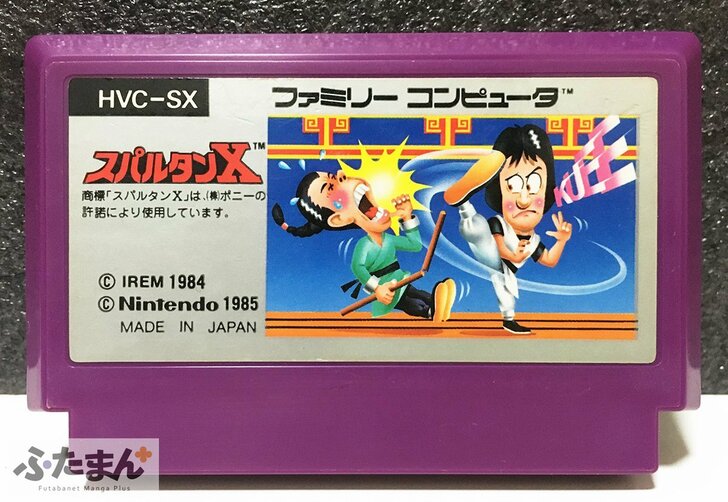 HVC-SX
ファミリー コンピュータ™
スパルタンX™
商標「スパルタンX」は、(株)ポニーの
許諾により使用しています。
KUEE
© IREM 1984
© Nintendo 1985
MADE IN JAPAN
ふたまん+
Futabanet Manga Plus